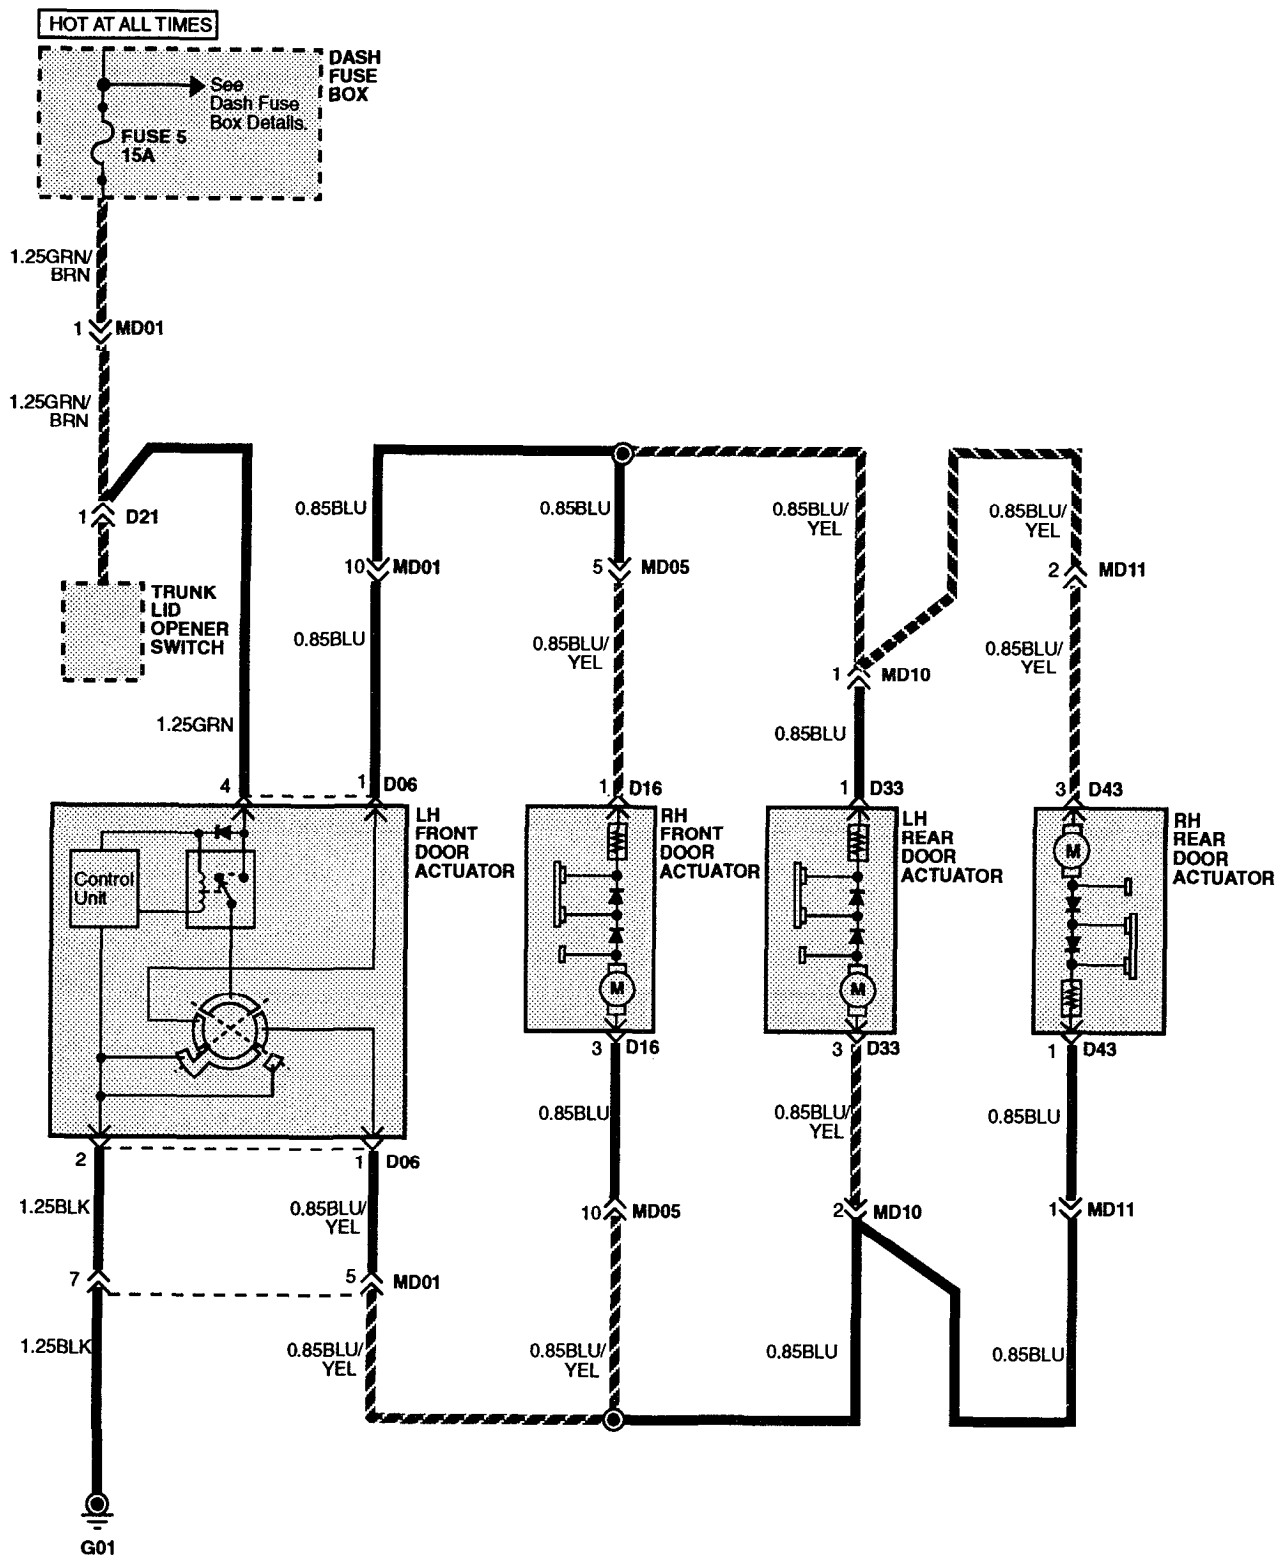 HOT AT ALL TIMES
DASH
FUSE
BOX
See
Dash Fuse
Box Details.
FUSE 5
15A
1.25GRN/
BRN
1 MD01
1.25GRN/
BRN
1 D21
TRUNK
LID
OPENER
SWITCH
0.85BLU
0.85BLU
0.85BLU/
YEL
0.85BLU/
YEL
10 MD01
5 MD05
2 MD11
0.85BLU
0.85BLU/
YEL
0.85BLU/
YEL
1 MD10
1.25GRN
0.85BLU
4
1 D06
1 D16
1 D33
3 D43
LH
FRONT
DOOR
ACTUATOR
RH
FRONT
DOOR
ACTUATOR
LH
REAR
DOOR
ACTUATOR
RH
REAR
DOOR
ACTUATOR
Control
Unit
M
M
M
3 D16
3 D33
1 D43
0.85BLU
0.85BLU/
YEL
0.85BLU
2
1 D06
1.25BLK
0.85BLU/
YEL
10 MD05
2 MD10
1 MD11
7
5 MD01
1.25BLK
0.85BLU/
YEL
0.85BLU/
YEL
0.85BLU
0.85BLU
G01